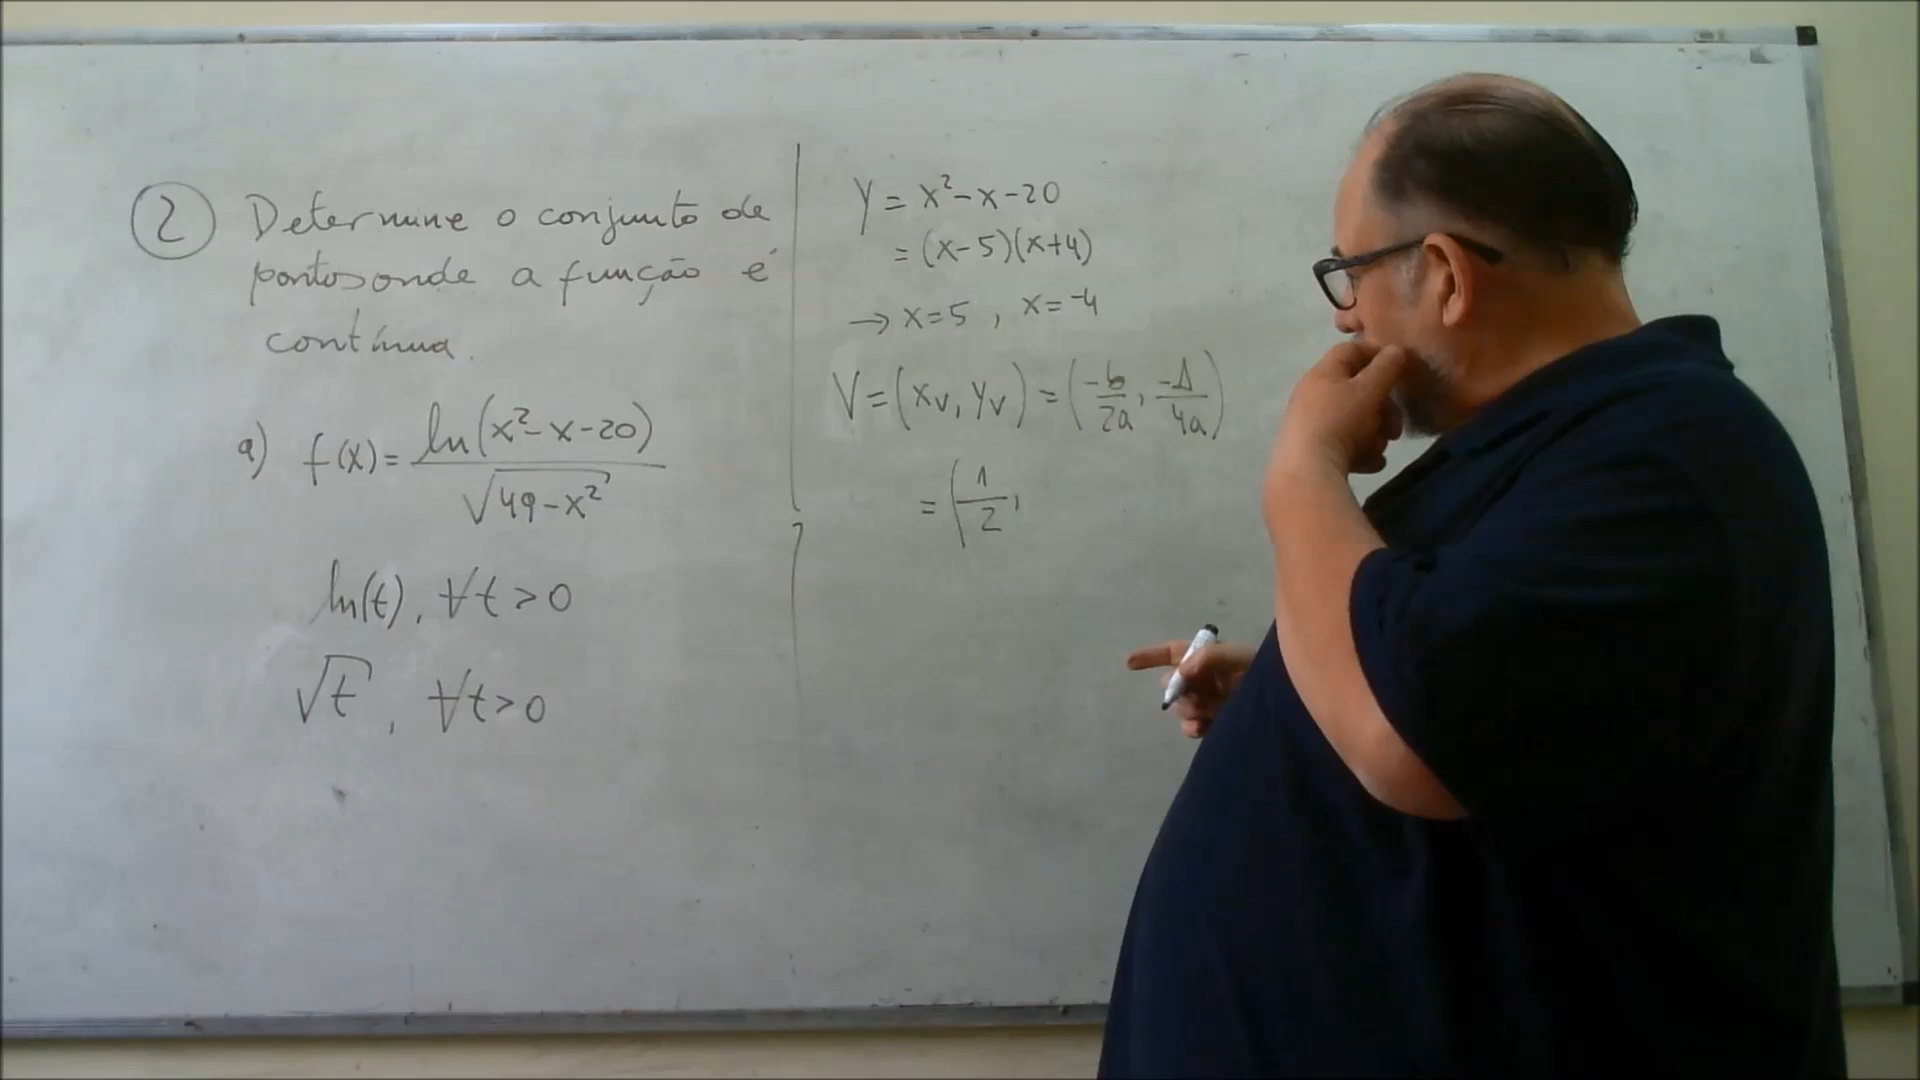 2 Determine o conjunto de
pontos onde a função é
contínua.
a) f(x) = ln(x²-x-20) / √(49-x²)
ln(t), ∀t>0
√t, ∀t>0
y = x²-x-20
= (x-5)(x+4)
→ x=5, x=-4
V = (xv, yv) = (-b/2a, -Δ/4a)
= (1/2,